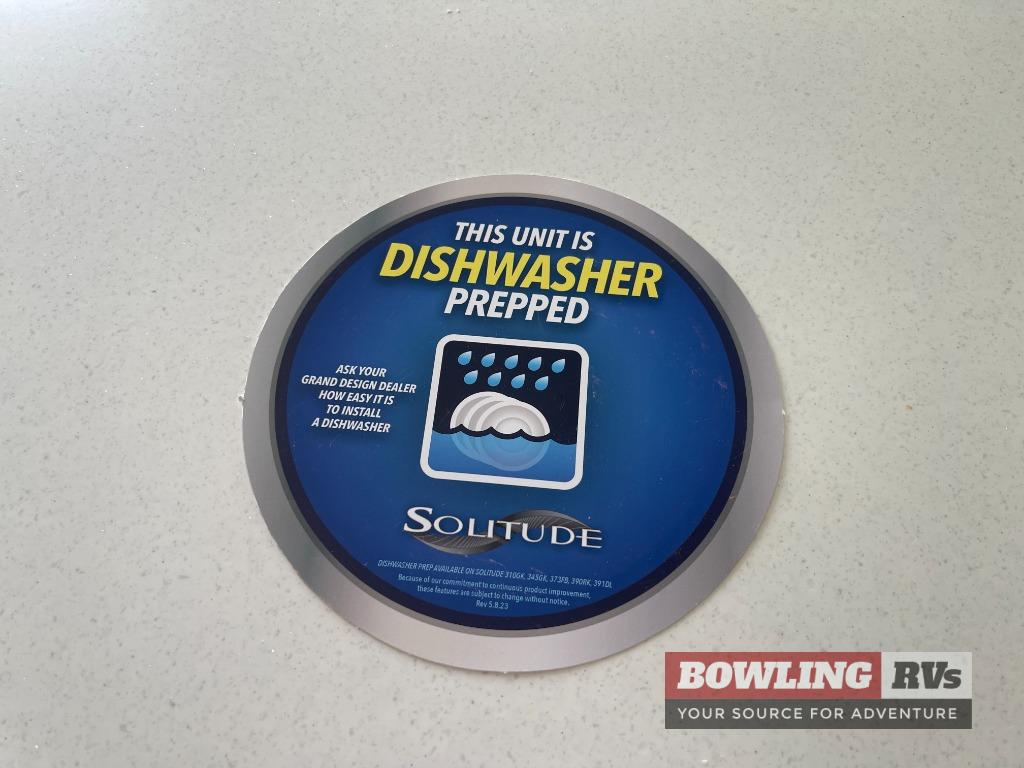 THIS UNIT IS
DISHWASHER
PREPPED
ASK YOUR
GRAND DESIGN DEALER
HOW EASY IT IS
TO INSTALL
A DISHWASHER
SOLITUDE
DISHWASHER PREP AVAILABLE ON SOLITUDE 310GK, 345GK, 373FB, 390RK, 391DL
Because of our commitment to continuous product improvement,
these features are subject to change without notice.
Rev 5.8.23
BOWLING RVs
YOUR SOURCE FOR ADVENTURE